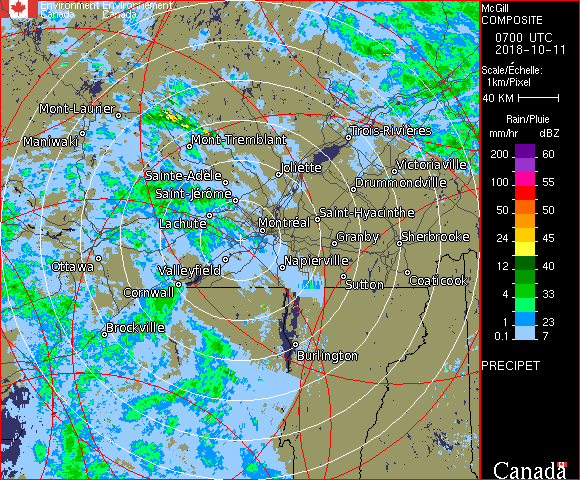 Environment Environnement
Canada Canada
McGill
COMPOSITE
0700 UTC
2018-10-11
Scale/Échelle:
1km/Pixel
40 KM
Rain/Pluie
mm/hr dBZ
200 60
100 55
50 50
24 45
12 40
4 33
1 23
0.1 7
PRECIPET
Canada
Mont-Laurier
Maniwaki
Mont-Tremblant
Trois-Rivières
Joliette
Victoriaville
Sainte-Adèle
Drummondville
Saint-Jérôme
Lachute
Saint-Hyacinthe
Montréal
Granby
Sherbrooke
Ottawa
Valleyfield
Napierville
Cornwall
Sutton
Coaticook
Brockville
Burlington